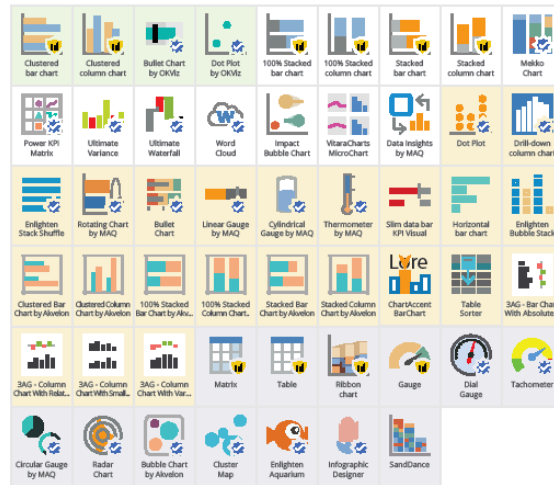 Clustered
bar chart
Clustered
column chart
Bullet Chart
by OKViz
Dot Plot
by OKViz
100% Stacked
bar chart
100% Stacked
column chart
Stacked
bar chart
Stacked
column chart
Mekko
Chart
Power KPI
Matrix
Ultimate
Variance
Ultimate
Waterfall
W
Word
Cloud
Impact
Bubble Chart
VitaraCharts
MicroChart
Data Insights
by MAQ
Dot Plot
Drill-down
column chart
Enlighten
Stack Shuffle
Rotating Chart
by MAQ
Bullet
Chart
Linear Gauge
by MAQ
Cylindrical
Gauge by MAQ
Thermometer
by MAQ
Slim data bar
KPI Visual
Horizontal
bar chart
Enlighten
Bubble Stack
Clustered Bar
Chart by Akvelon
Clustered Column
Chart by Akvelon
100% Stacked
Bar Chart by Akv...
100% Stacked
Column Chart...
Stacked Bar
Chart by Akvelon
Stacked Column
Chart by Akvelon
ChartAccent
BarChart
Table
Sorter
3AG - Bar Char
With Absolute
3AG - Column
Chart With Relat...
3AG - Column
Chart With Small...
3AG - Column
Chart With Var...
Matrix
Table
Ribbon
chart
Gauge
Dial
Gauge
Tachometer
Circular Gauge
by MAQ
Radar
Chart
Bubble Chart
by Akvelon
Cluster
Map
Enlighten
Aquarium
Infographic
Designer
SandDance